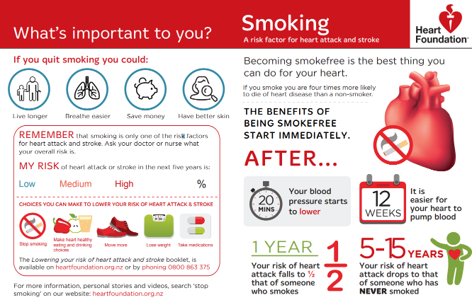 What's important to you?
If you quit smoking you could:
Live longer
Breathe easier
Save money
Have better skin
REMEMBER that smoking is only one of the risk factors
for heart attack and stroke. Ask your doctor or nurse what
your overall risk is.
MY RISK of heart attack or stroke in the next five years is:
Low Medium High %
CHOICES YOU CAN MAKE TO LOWER YOUR RISK OF HEART ATTACK & STROKE
Stop smoking
Make heart healthy
eating and drinking
choices
Move more
Lose weight
Take medications
The Lowering your risk of heart attack and stroke booklet, is
available on heartfoundation.org.nz or by phoning 0800 863 375
For more information, personal stories and videos, search 'stop
smoking' on our website: heartfoundation.org.nz
Smoking
A risk factor for heart attack and stroke
Heart
Foundation
Becoming smokefree is the best thing you
can do for your heart.
If you smoke you are four times more likely
to die of heart disease than a non-smoker.
THE BENEFITS OF
BEING SMOKEFREE
START IMMEDIATELY.
AFTER...
20
MINS
Your blood
pressure starts
to lower
12
WEEKS
It is
easier for
your heart to
pump blood
1 YEAR
Your risk of heart
attack falls to ½
of someone
who smokes
1
2
5-15 YEARS
Your risk of heart
attack drops to that
of someone who has
NEVER smoked